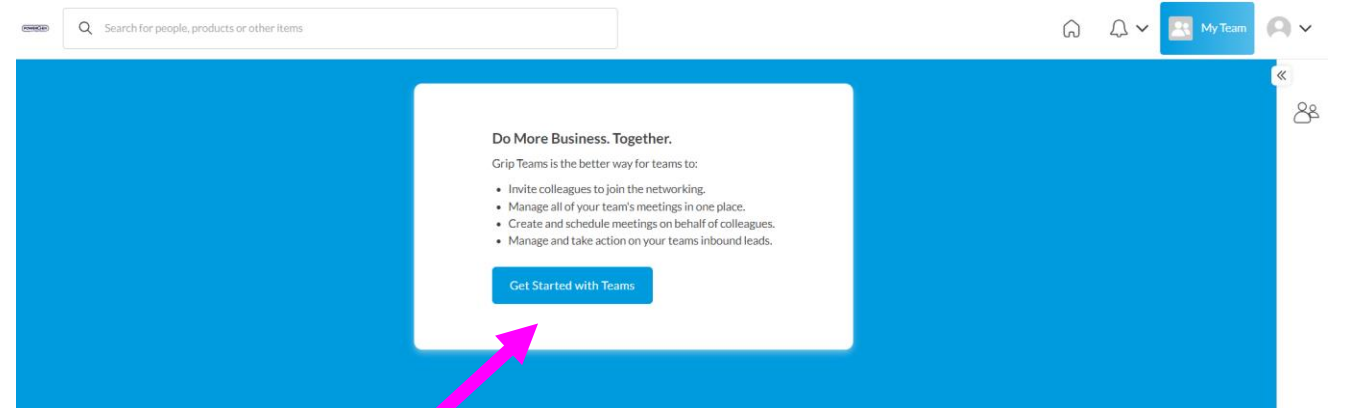 Search for people, products or other items
My Team
Do More Business. Together.
Grip Teams is the better way for teams to:
• Invite colleagues to join the networking.
• Manage all of your team's meetings in one place.
• Create and schedule meetings on behalf of colleagues.
• Manage and take action on your teams inbound leads.
Get Started with Teams